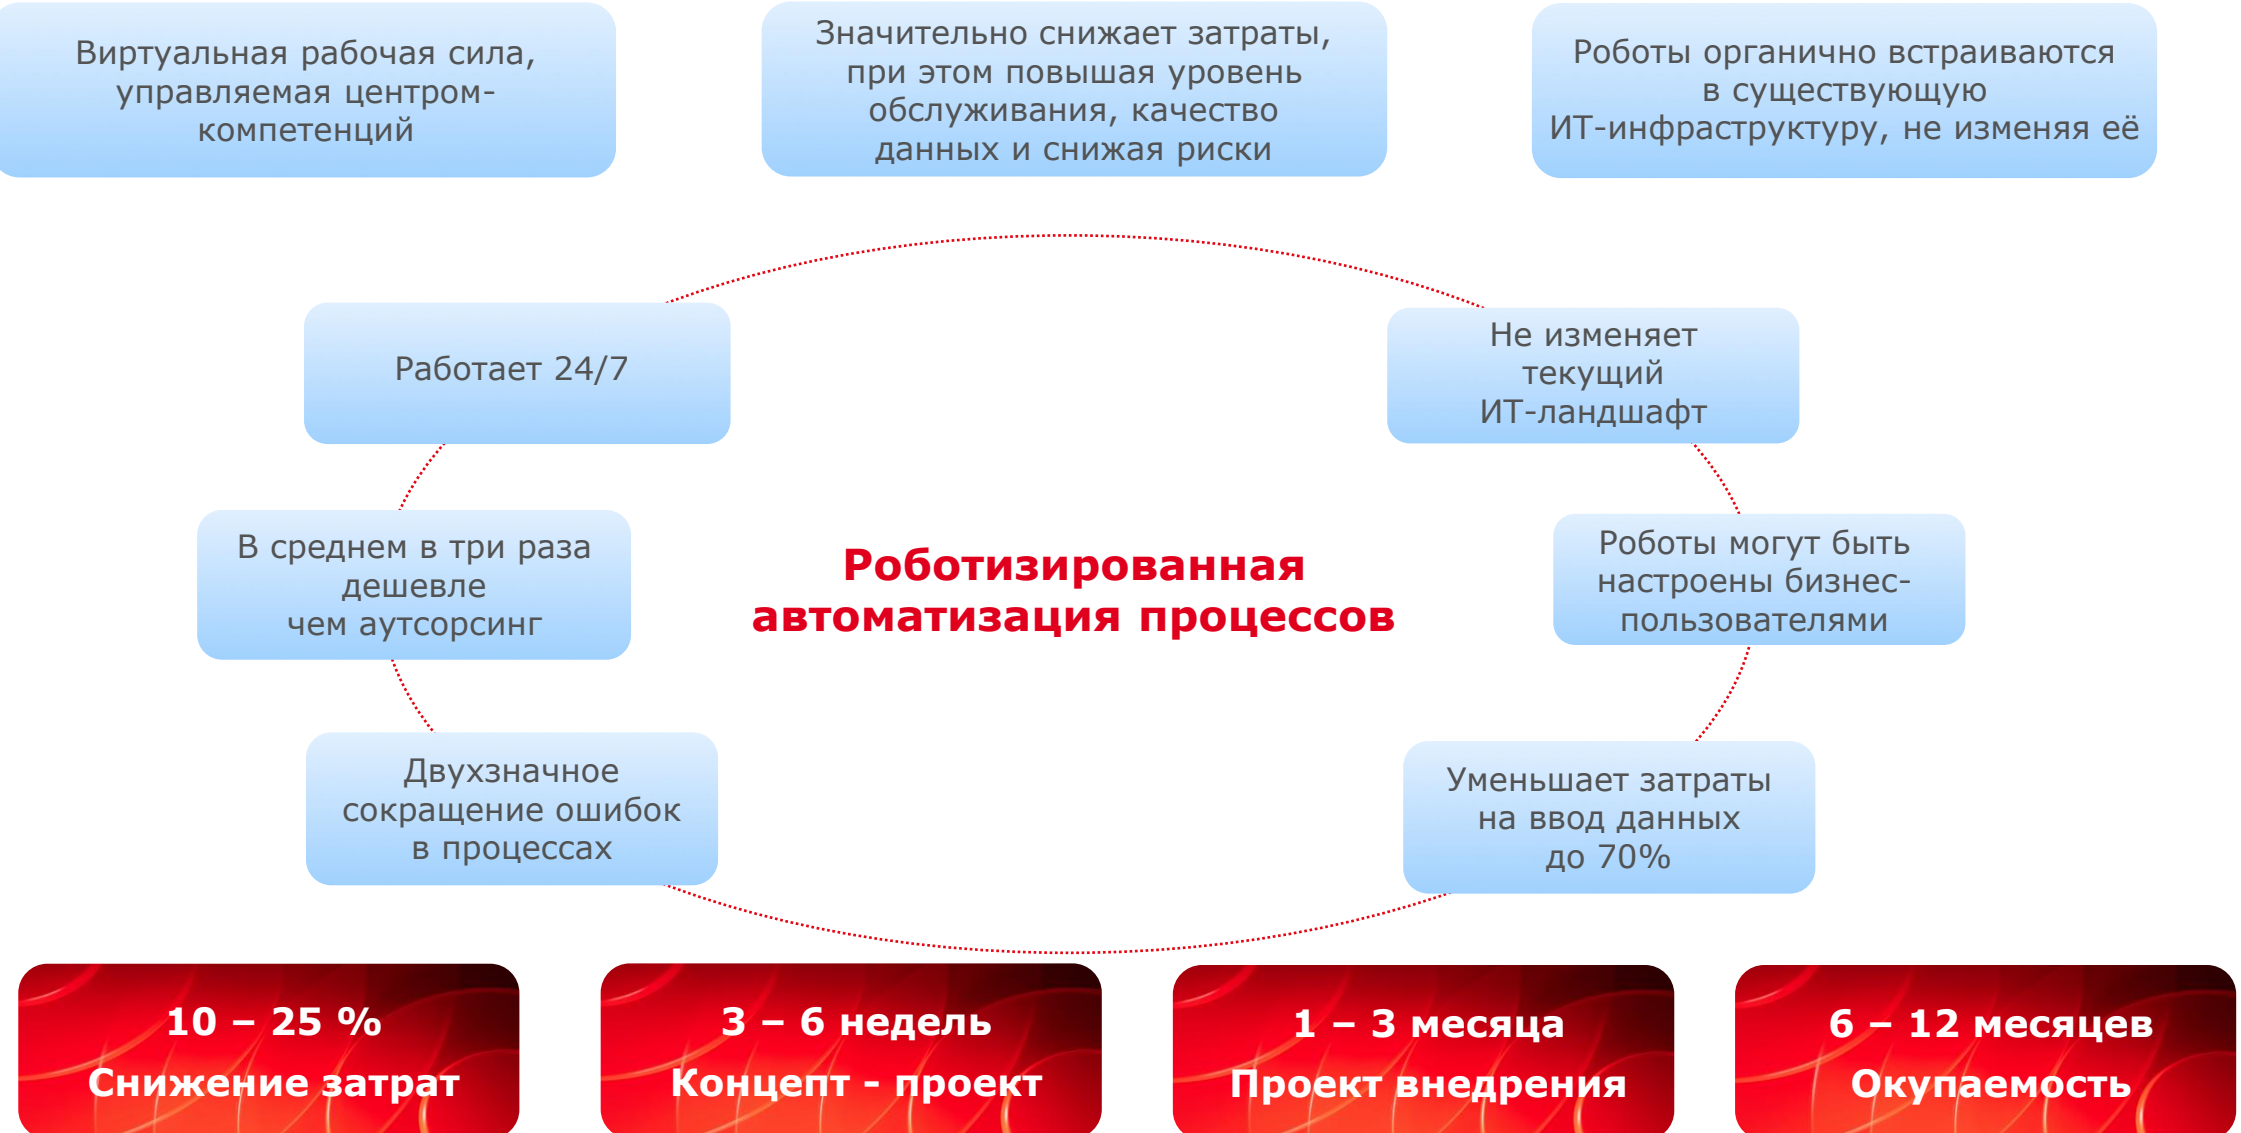 Виртуальная рабочая сила,
управляемая центром-
компетенций
Значительно снижает затраты,
при этом повышая уровень
обслуживания, качество
данных и снижая риски
Роботы органично встраиваются
в существующую
ИТ-инфраструктуру, не изменяя её
Работает 24/7
Не изменяет
текущий
ИТ-ландшафт
В среднем в три раза
дешевле
чем аутсорсинг
Роботизированная
автоматизация процессов
Роботы могут быть
настроены бизнес-
пользователями
Двухзначное
сокращение ошибок
в процессах
Уменьшает затраты
на ввод данных
до 70%
10 – 25 %
Снижение затрат
3 – 6 недель
Концепт – проект
1 – 3 месяца
Проект внедрения
6 – 12 месяцев
Окупаемость